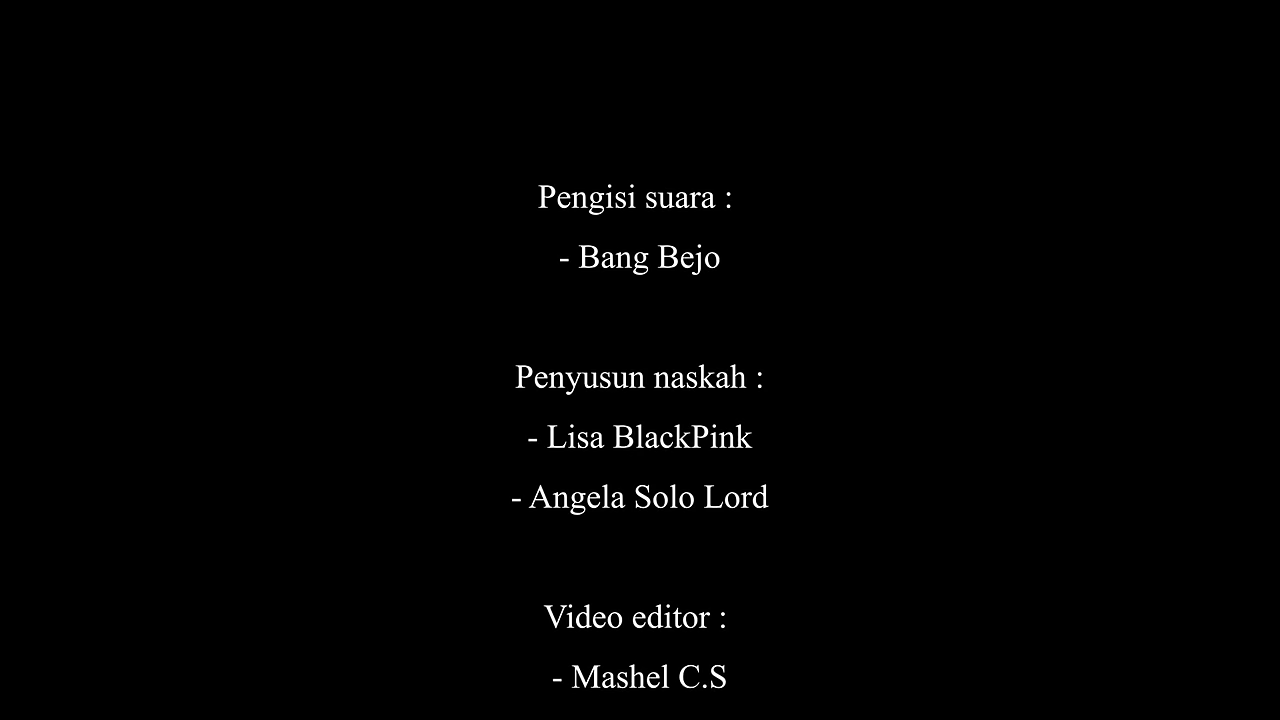 Pengisi suara :
- Bang Bejo
Penyusun naskah :
- Lisa BlackPink
- Angela Solo Lord
Video editor :
- Mashel C.S